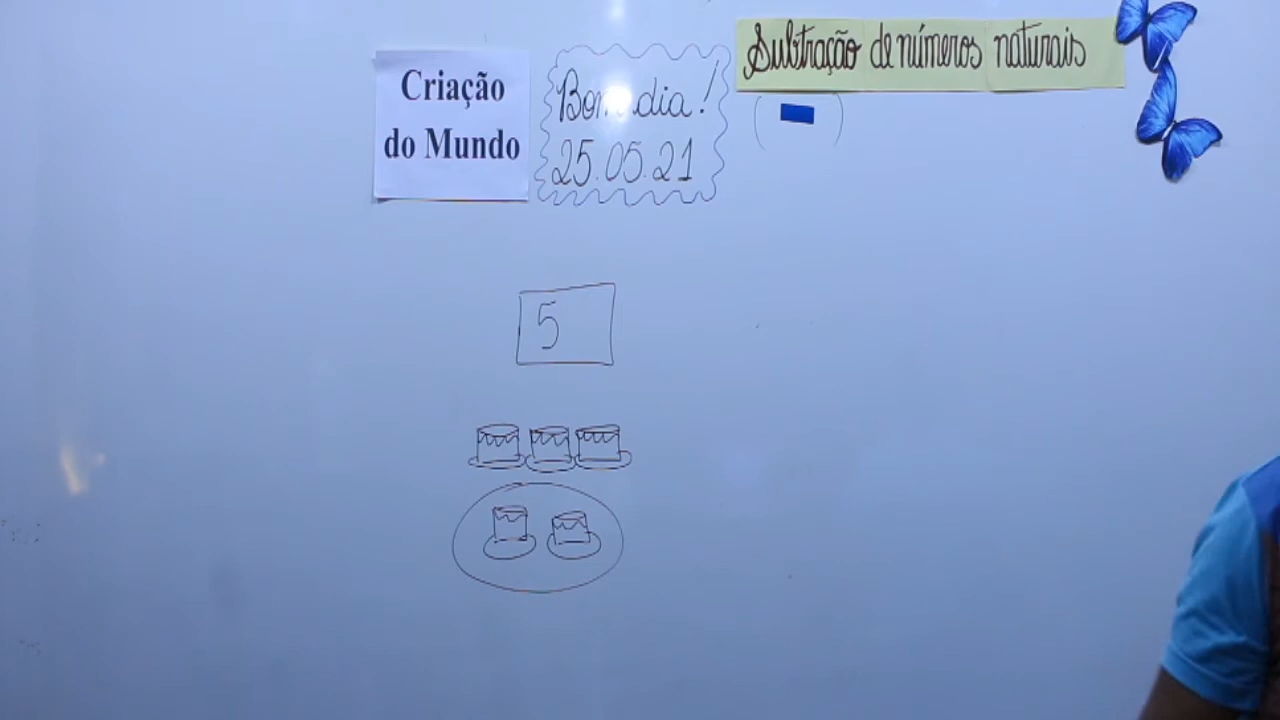 Criação
do Mundo
Bom dia!
25.05.21
Subtração de números naturais
(-)
5